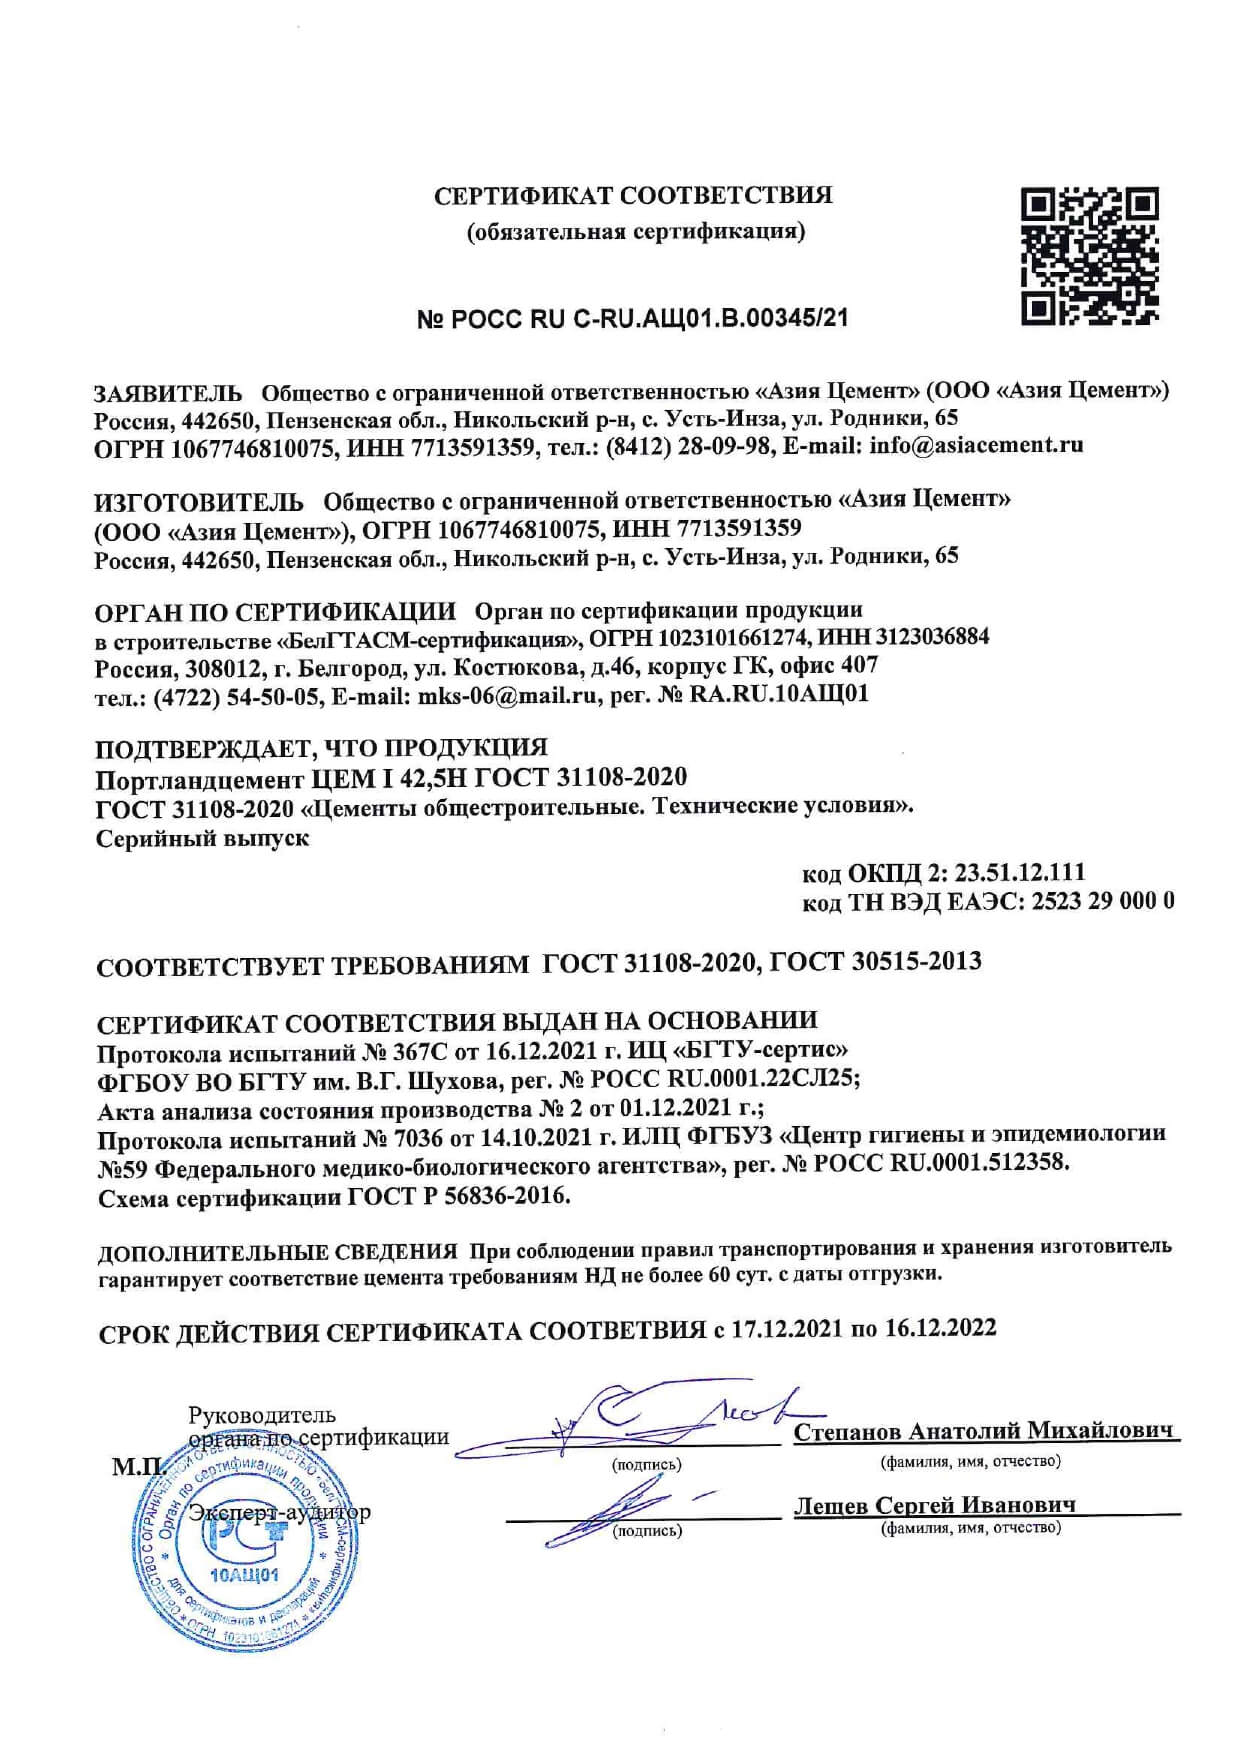 СЕРТИФИКАТ СООТВЕТСТВИЯ
(обязательная сертификация)
№ РОСС RU С-RU.АЩ01.В.00345/21
ЗАЯВИТЕЛЬ Общество с ограниченной ответственностью «Азия Цемент» (ООО «Азия Цемент»)
Россия, 442650, Пензенская обл., Никольский р-н, с. Усть-Инза, ул. Родники, 65
ОГРН 1067746810075, ИНН 7713591359, тел.: (8412) 28-09-98, E-mail: info@asiacement.ru
ИЗГОТОВИТЕЛЬ Общество с ограниченной ответственностью «Азия Цемент»
(ООО «Азия Цемент»), ОГРН 1067746810075, ИНН 7713591359
Россия, 442650, Пензенская обл., Никольский р-н, с. Усть-Инза, ул. Родники, 65
ОРГАН ПО СЕРТИФИКАЦИИ Орган по сертификации продукции
в строительстве «БелГТАСМ-сертификация», ОГРН 1023101661274, ИНН 3123036884
Россия, 308012, г. Белгород, ул. Костюкова, д.46, корпус ГК, офис 407
тел.: (4722) 54-50-05, E-mail: mks-06@mail.ru, рег. № RA.RU.10АЩ01
ПОДТВЕРЖДАЕТ, ЧТО ПРОДУКЦИЯ
Портландцемент ЦЕМ I 42,5Н ГОСТ 31108-2020
ГОСТ 31108-2020 «Цементы общестроительные. Технические условия».
Серийный выпуск
код ОКПД 2: 23.51.12.111
код ТН ВЭД ЕАЭС: 2523 29 000 0
СООТВЕТСТВУЕТ ТРЕБОВАНИЯМ ГОСТ 31108-2020, ГОСТ 30515-2013
СЕРТИФИКАТ СООТВЕТСТВИЯ ВЫДАН НА ОСНОВАНИИ
Протокола испытаний № 367С от 16.12.2021 г. ИЦ «БГТУ-сертис»
ФГБОУ ВО БГТУ им. В.Г. Шухова, рег. № РОСС RU.0001.22СЛ25;
Акта анализа состояния производства № 2 от 01.12.2021 г.;
Протокола испытаний № 7036 от 14.10.2021 г. ИЛЦ ФГБУЗ «Центр гигиены и эпидемиологии
№59 Федерального медико-биологического агентства», рег. № РОСС RU.0001.512358.
Схема сертификации ГОСТ Р 56836-2016.
ДОПОЛНИТЕЛЬНЫЕ СВЕДЕНИЯ При соблюдении правил транспортирования и хранения изготовитель
гарантирует соответствие цемента требованиям НД не более 60 сут. с даты отгрузки.
СРОК ДЕЙСТВИЯ СЕРТИФИКАТА СООТВЕТВИЯ с 17.12.2021 по 16.12.2022
Руководитель
органа по сертификации
Степанов Анатолий Михайлович
М.П.
(подпись)
(фамилия, имя, отчество)
Эксперт-аудитор
Лещев Сергей Иванович
(подпись)
(фамилия, имя, отчество)
Орган по сертификации продукции
РСТ
10АЩ01
для сертификатов и деклараций